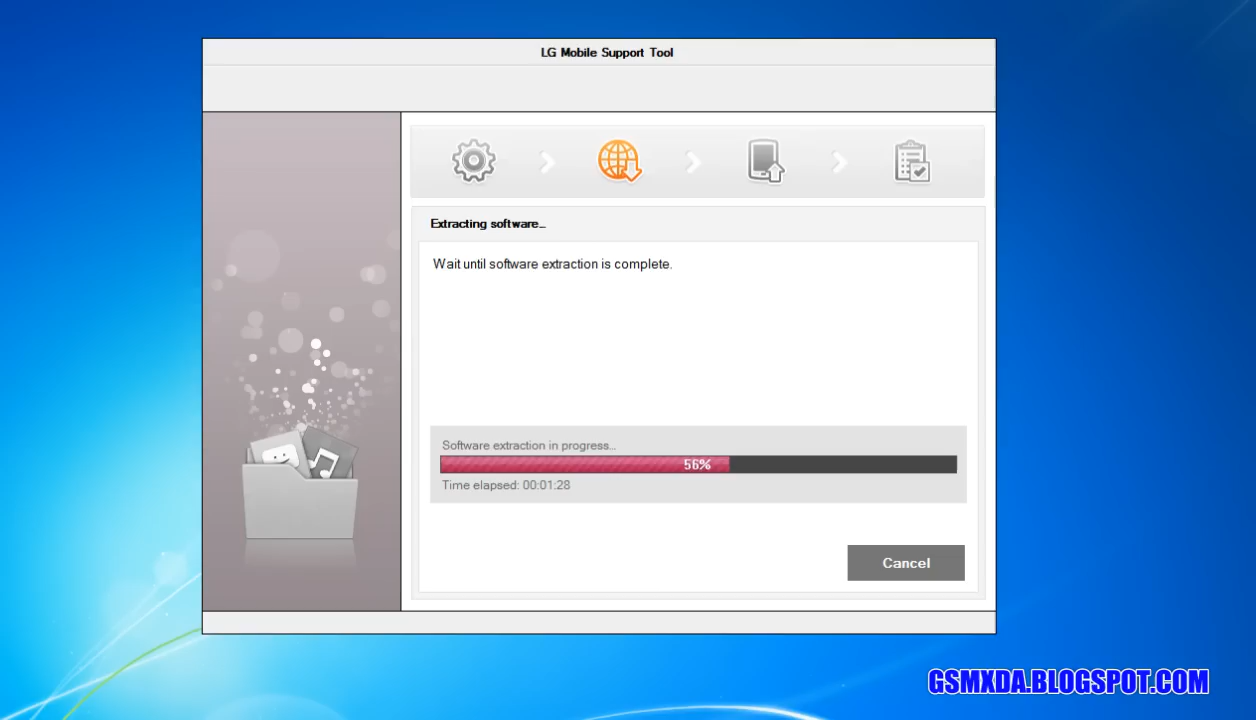 LG Mobile Support Tool
Extracting software...
Wait until software extraction is complete.
Software extraction in progress...
56%
Time elapsed: 00:01:28
Cancel
GSMXDA.BLOGSPOT.COM